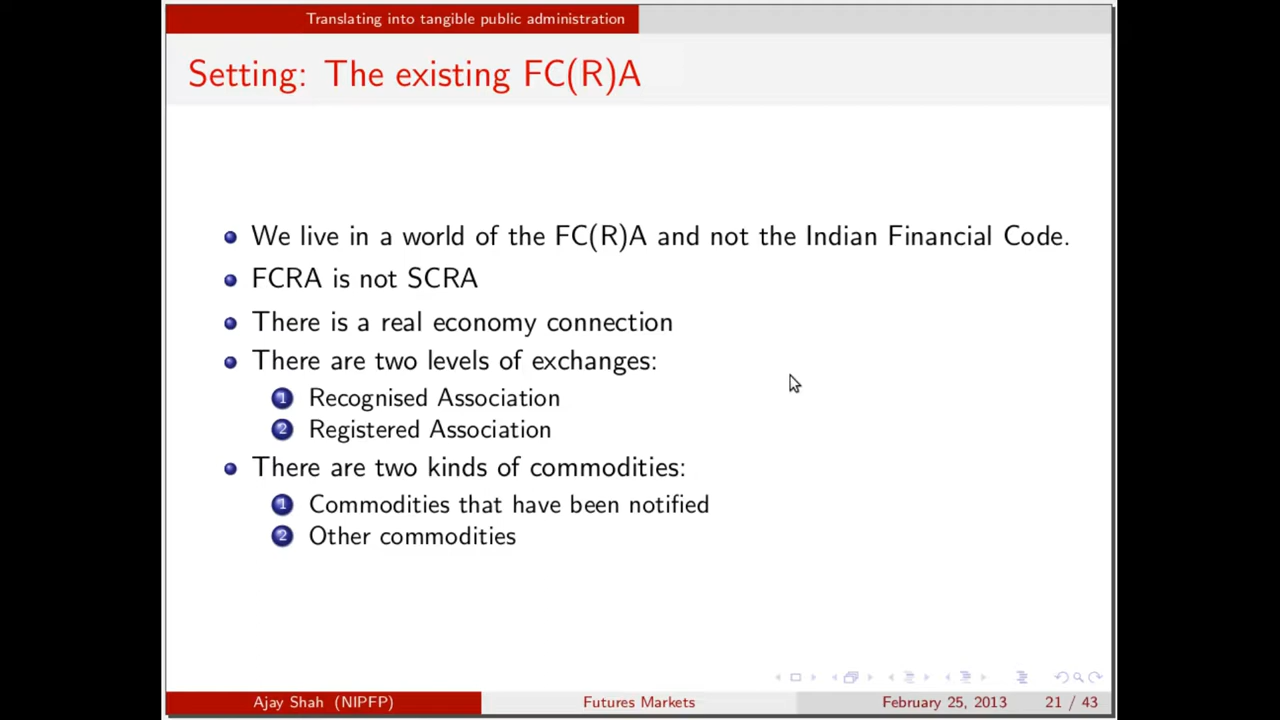 Translating into tangible public administration
Setting: The existing FC(R)A
We live in a world of the FC(R)A and not the Indian Financial Code.
FCRA is not SCRA
There is a real economy connection
There are two levels of exchanges:
1 Recognised Association
2 Registered Association
There are two kinds of commodities:
1 Commodities that have been notified
2 Other commodities
Ajay Shah (NIPFP) Futures Markets February 25, 2013 21 / 43